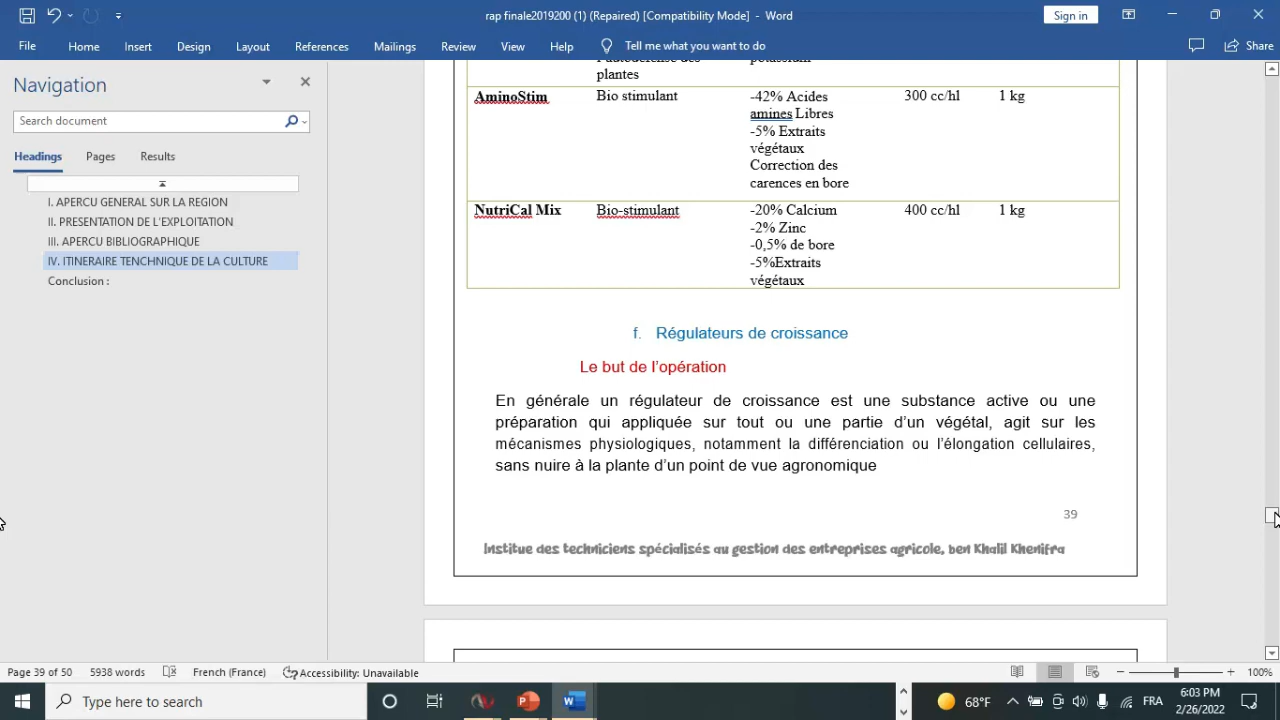 rap finale2019200 (1) (Repaired) [Compatibility Mode] - Word
Sign in
File Home Insert Design Layout References Mailings Review View Help Tell me what you want to do Share
Navigation
Search document
Headings Pages Results
I. APERCU GENERAL SUR LA REGION
II. PRESENTATION DE L'EXPLOITATION
III. APERCU BIBLIOGRAPHIQUE
IV. ITINERAIRE TENCHNIQUE DE LA CULTURE
Conclusion :
l'autodéfense des
plantes
potassium
AminoStim Bio stimulant -42% Acides 300 cc/hl 1 kg
amines Libres
-5% Extraits
végétaux
Correction des
carences en bore
NutriCal Mix Bio-stimulant -20% Calcium 400 cc/hl 1 kg
-2% Zinc
-0,5% de bore
-5%Extraits
végétaux
f. Régulateurs de croissance
Le but de l'opération
En générale un régulateur de croissance est une substance active ou une
préparation qui appliquée sur tout ou une partie d'un végétal, agit sur les
mécanismes physiologiques, notamment la différenciation ou l'élongation cellulaires,
sans nuire à la plante d'un point de vue agronomique
39
Institue des techniciens spécialisés au gestion des entreprises agricole, ben Khalil Khenifra
Page 39 of 50 5938 words French (France) Accessibility: Unavailable 100%
Type here to search
68°F FRA
6:03 PM
2/26/2022